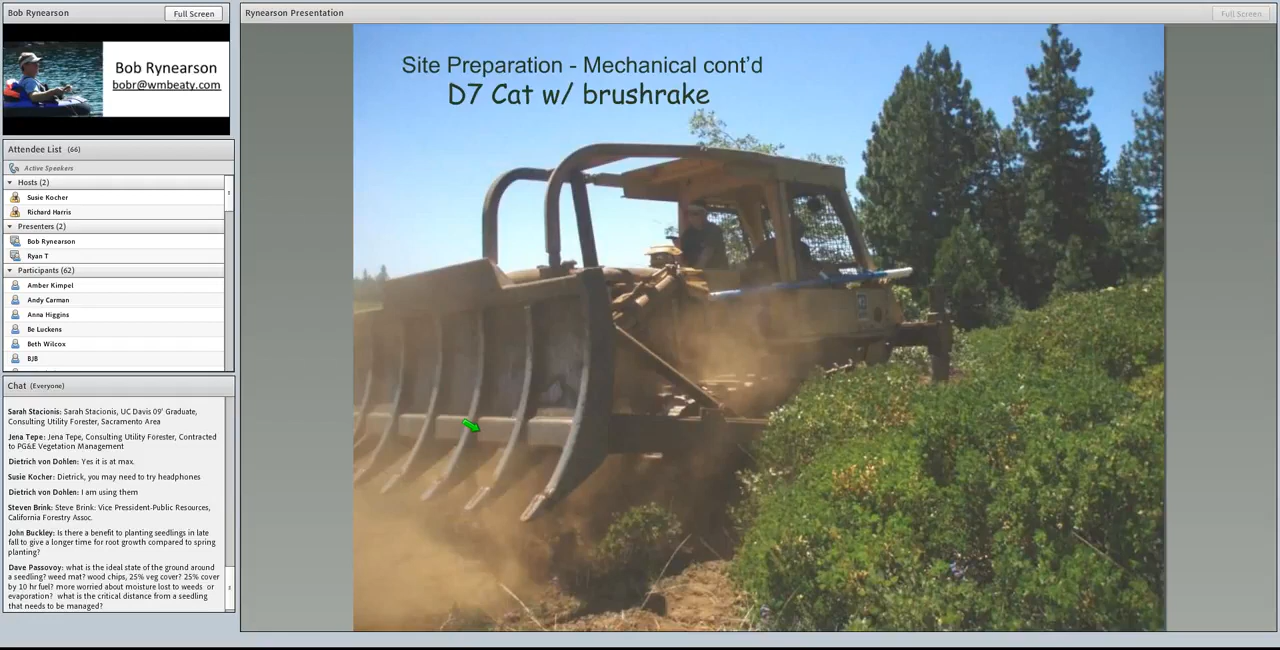 Bob Rynearson
Full Screen
Bob Rynearson
bobr@wmbeaty.com
Attendee List (66)
Active Speakers
Hosts (2)
Susie Kocher
Richard Harris
Presenters (2)
Bob Rynearson
Ryan T
Participants (62)
Amber Kimpel
Andy Carman
Anna Higgins
Be Luckens
Beth Wilcox
BJB
Chat (Everyone)
Sarah Stacionis: Sarah Stacionis, UC Davis 09' Graduate,
Consulting Utility Forester, Sacramento Area
Jena Tepe: Jena Tepe, Consulting Utility Forester, Contracted
to PG&E Vegetation Management
Dietrich von Dohlen: Yes it is at max.
Susie Kocher: Dietrick, you may need to try headphones
Dietrich von Dohlen: I am using them
Steven Brink: Steve Brink: Vice President-Public Resources,
California Forestry Assoc.
John Buckley: Is there a benefit to planting seedlings in late
fall to give a longer time for root growth compared to spring
planting?
Dave Passovoy: what is the ideal state of the ground around
a seedling? weed mat? wood chips, 25% veg cover? 25% cover
by 10 hr fuel? more worried about moisture lost to weeds or
evaporation? what is the critical distance from a seedling
that needs to be managed?
Rynearson Presentation
Full Screen
Site Preparation - Mechanical cont'd
D7 Cat w/ brushrake